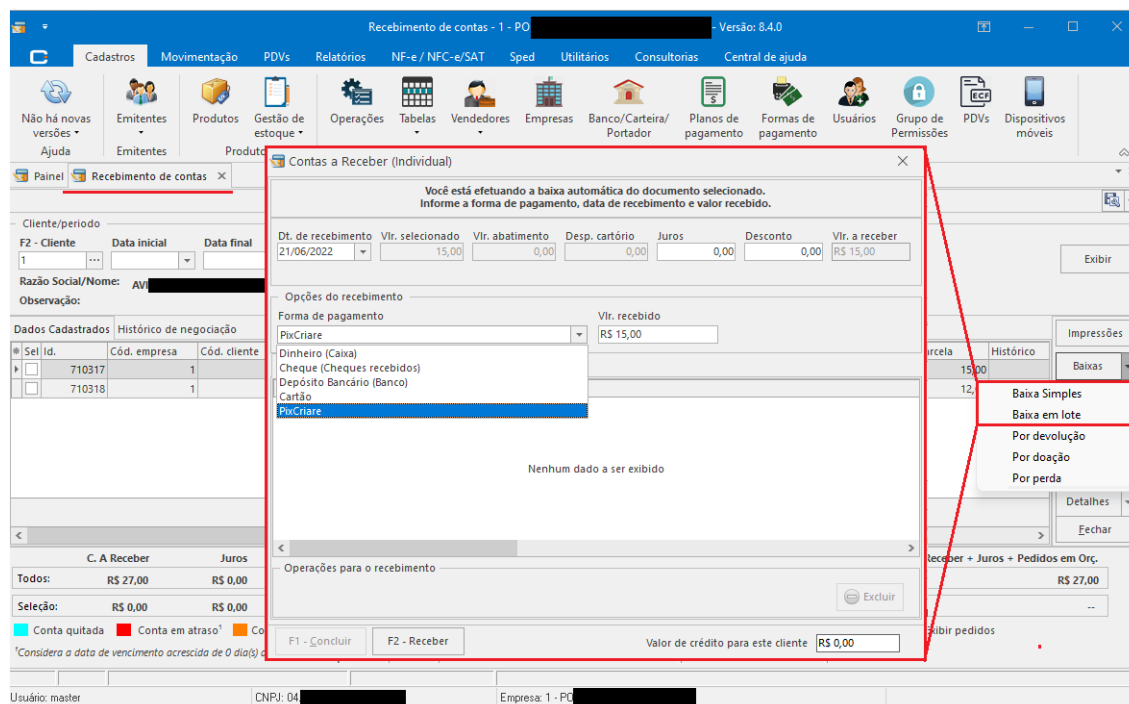 Recebimento de contas - 1 - PO - Versão: 8.4.0
Cadastros Movimentação PDVs Relatórios NF-e / NFC-e/SAT Sped Utilitários Consultorias Central de ajuda
Não há novas versões
Emitentes
Produtos
Gestão de estoque
Operações
Tabelas
Vendedores
Empresas
Banco/Carteira/ Portador
Planos de pagamento
Formas de pagamento
Usuários
Grupo de Permissões
ECF
PDVs
Dispositivos móveis
Ajuda Emitentes Produto
Painel Recebimento de contas
Cliente/periodo
F2 - Cliente Data inicial Data final
1
Razão Social/Nome: AVI
Observação:
Exibir
Dados Cadastrados Histórico de negociação
Sel Id. Cód. empresa Cód. cliente
710317 1
710318 1
Contas a Receber (Individual)
Você está efetuando a baixa automática do documento selecionado.
Informe a forma de pagamento, data de recebimento e valor recebido.
Dt. de recebimento Vlr. selecionado Vlr. abatimento Desp. cartório Juros Desconto Vlr. a receber
21/06/2022 15,00 0,00 0,00 0,00 0,00 R$ 15,00
Opções do recebimento
Forma de pagamento Vlr. recebido
PixCriare R$ 15,00
Dinheiro (Caixa)
Cheque (Cheques recebidos)
Depósito Bancário (Banco)
Cartão
PixCriare
Nenhum dado a ser exibido
Operações para o recebimento
Excluir
F1 - Concluir F2 - Receber Valor de crédito para este cliente R$ 0,00
Impressões
arcela Histórico
15,00
12,
Baixas
Baixa Simples
Baixa em lote
Por devolução
Por doação
Por perda
Detalhes
Fechar
C. A Receber Juros Receber + Juros + Pedidos em Orç.
Todos: R$ 27,00 R$ 0,00 R$ 27,00
Seleção: R$ 0,00 R$ 0,00 --
Conta quitada Conta em atraso¹ Co xibir pedidos
¹Considera a data de vencimento acrescida de 0 dia(s)
Usuário: master CNPJ: 04. Empresa: 1 - PO